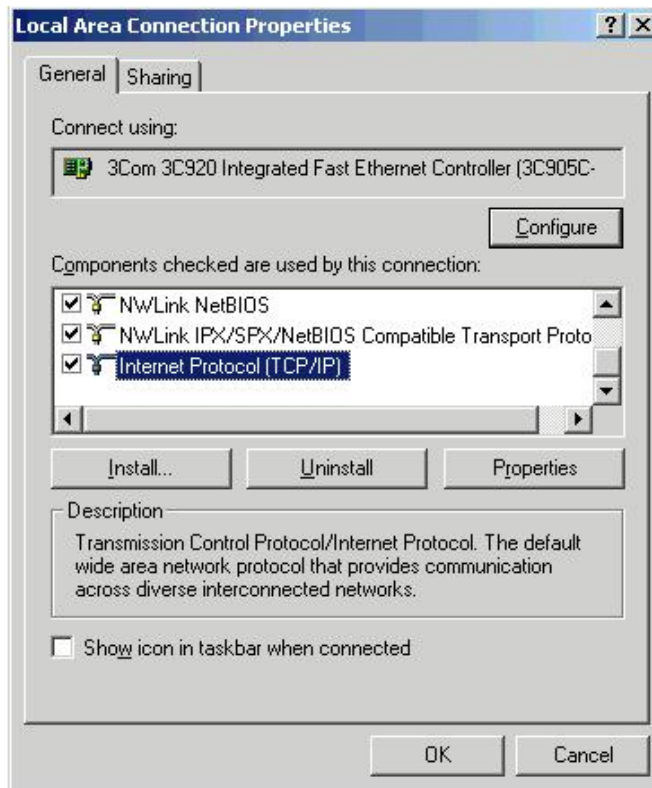 Local Area Connection Properties
General
Sharing
Connect using:
3Com 3C920 Integrated Fast Ethernet Controller (3C905C-
Configure
Components checked are used by this connection:
NWLink NetBIOS
NWLink IPX/SPX/NetBIOS Compatible Transport Proto
Internet Protocol (TCP/IP)
Install...
Uninstall
Properties
Description
Transmission Control Protocol/Internet Protocol. The default
wide area network protocol that provides communication
across diverse interconnected networks.
Show icon in taskbar when connected
OK
Cancel